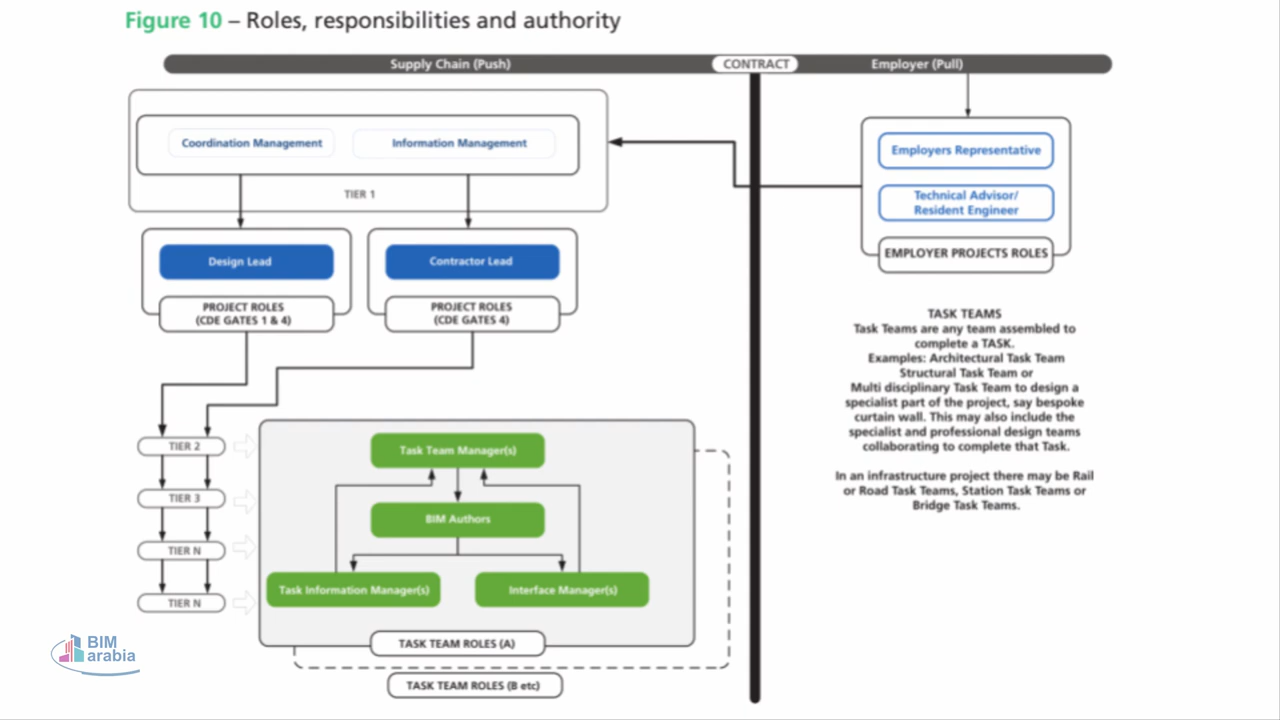 Figure 10 – Roles, responsibilities and authority
Supply Chain (Push)
CONTRACT
Employer (Pull)
Coordination Management
Information Management
TIER 1
Employers Representative
Technical Advisor/
Resident Engineer
EMPLOYER PROJECTS ROLES
Design Lead
PROJECT ROLES
(CDE GATES 1 & 4)
Contractor Lead
PROJECT ROLES
(CDE GATES 4)
TASK TEAMS
Task Teams are any team assembled to
complete a TASK.
Examples: Architectural Task Team
Structural Task Team or
Multi disciplinary Task Team to design a
specialist part of the project, say bespoke
curtain wall. This may also include the
specialist and professional design teams
collaborating to complete that Task.
In an infrastructure project there may be Rail
or Road Task Teams, Station Task Teams or
Bridge Task Teams.
TIER 2
TIER 3
TIER N
TIER N
Task Team Manager(s)
BIM Authors
Task Information Manager(s)
Interface Manager(s)
TASK TEAM ROLES (A)
TASK TEAM ROLES (B etc)
BIM
arabia